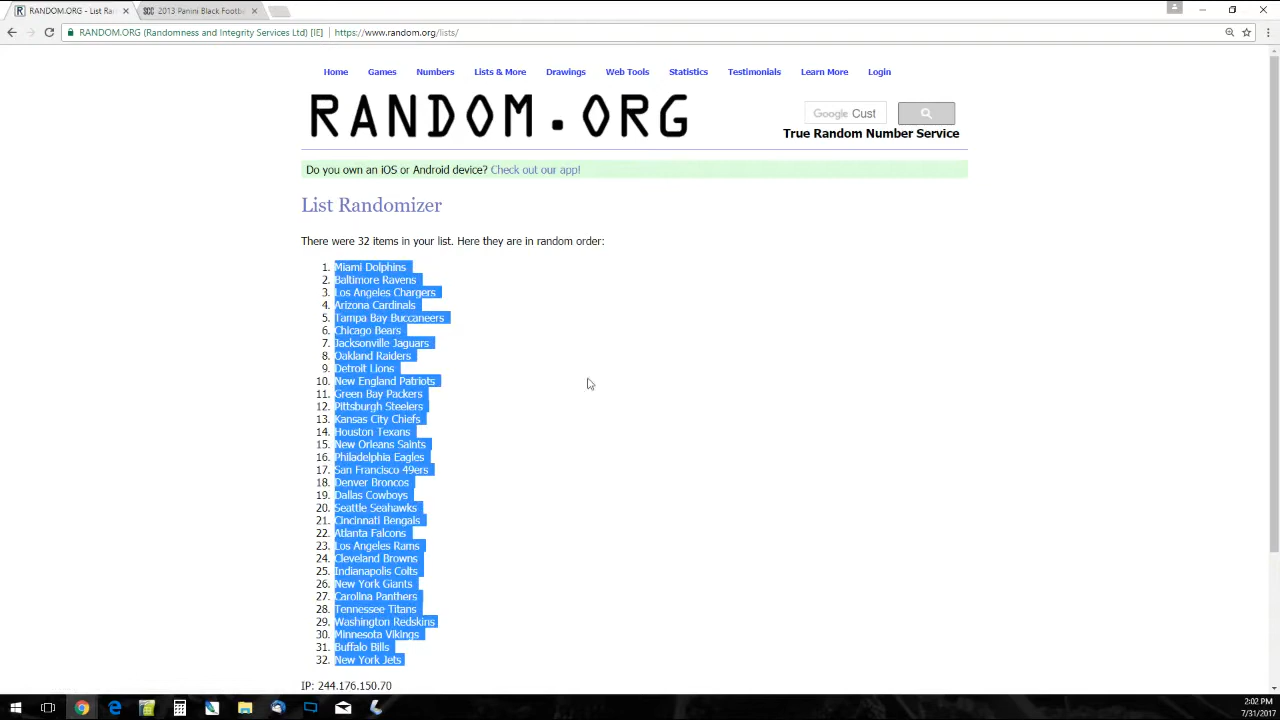 RANDOM.ORG - List Ran
2013 Panini Black Footb
RANDOM.ORG (Randomness and Integrity Services Ltd) [IE]
https://www.random.org/lists/
Home Games Numbers Lists & More Drawings Web Tools Statistics Testimonials Learn More Login
RANDOM.ORG
Google Cust
True Random Number Service
Do you own an iOS or Android device? Check out our app!
List Randomizer
There were 32 items in your list. Here they are in random order:
1. Miami Dolphins
2. Baltimore Ravens
3. Los Angeles Chargers
4. Arizona Cardinals
5. Tampa Bay Buccaneers
6. Chicago Bears
7. Jacksonville Jaguars
8. Oakland Raiders
9. Detroit Lions
10. New England Patriots
11. Green Bay Packers
12. Pittsburgh Steelers
13. Kansas City Chiefs
14. Houston Texans
15. New Orleans Saints
16. Philadelphia Eagles
17. San Francisco 49ers
18. Denver Broncos
19. Dallas Cowboys
20. Seattle Seahawks
21. Cincinnati Bengals
22. Atlanta Falcons
23. Los Angeles Rams
24. Cleveland Browns
25. Indianapolis Colts
26. New York Giants
27. Carolina Panthers
28. Tennessee Titans
29. Washington Redskins
30. Minnesota Vikings
31. Buffalo Bills
32. New York Jets
IP: 244.176.150.70
2:02 PM
7/31/2017